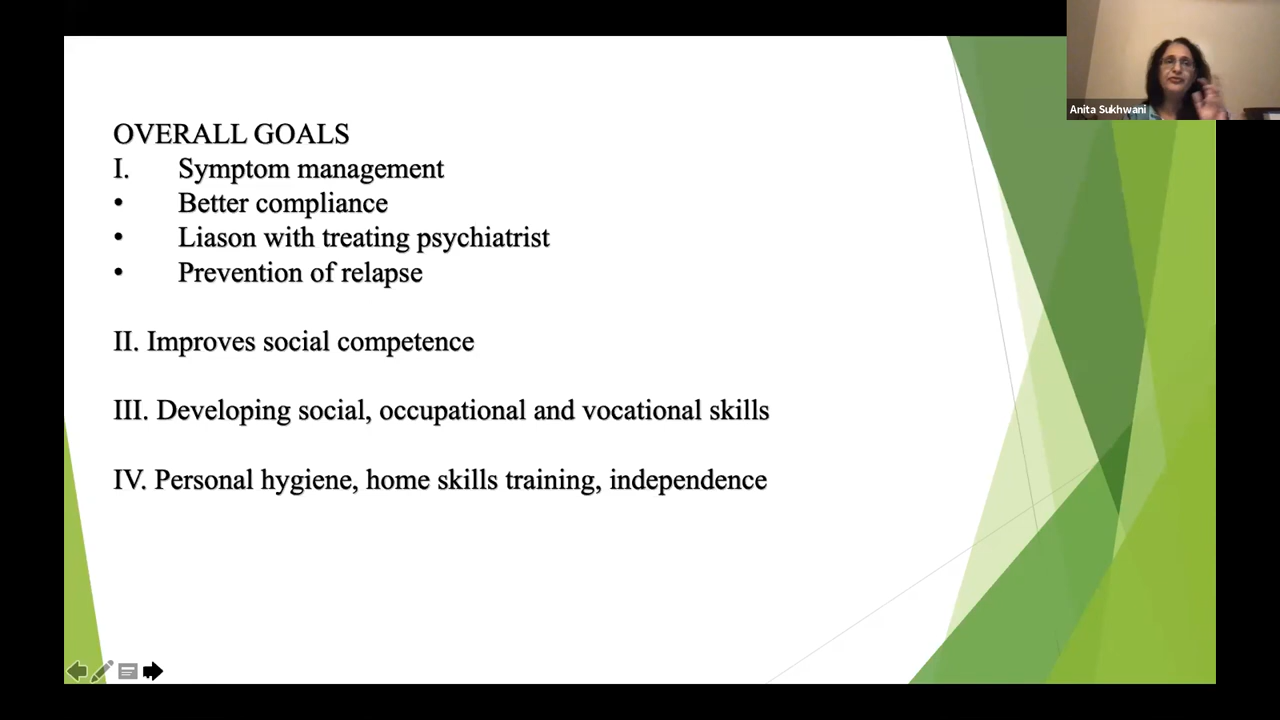 Anita Sukhwani
OVERALL GOALS
I. Symptom management
• Better compliance
• Liason with treating psychiatrist
• Prevention of relapse
II. Improves social competence
III. Developing social, occupational and vocational skills
IV. Personal hygiene, home skills training, independence